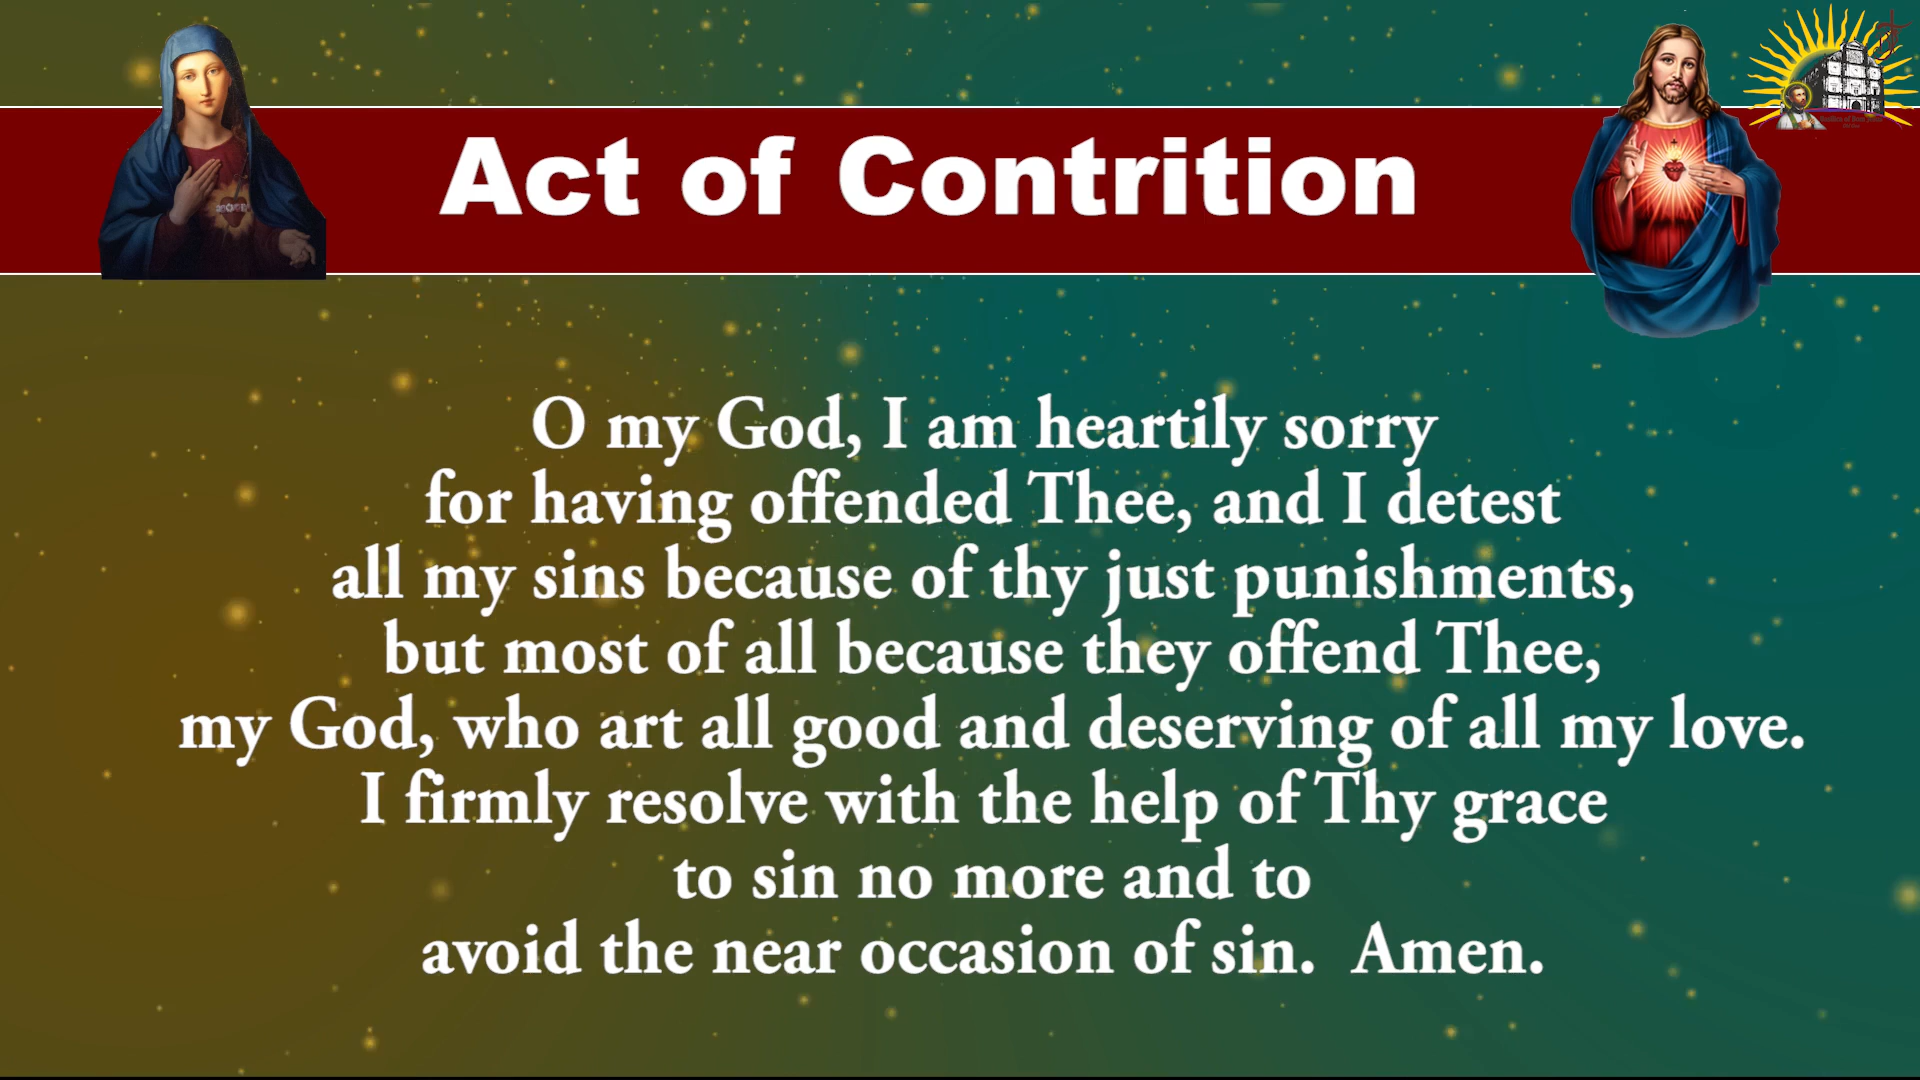 Act of Contrition
O my God, I am heartily sorry
for having offended Thee, and I detest
all my sins because of thy just punishments,
but most of all because they offend Thee,
my God, who art all good and deserving of all my love.
I firmly resolve with the help of Thy grace
to sin no more and to
avoid the near occasion of sin.  Amen.